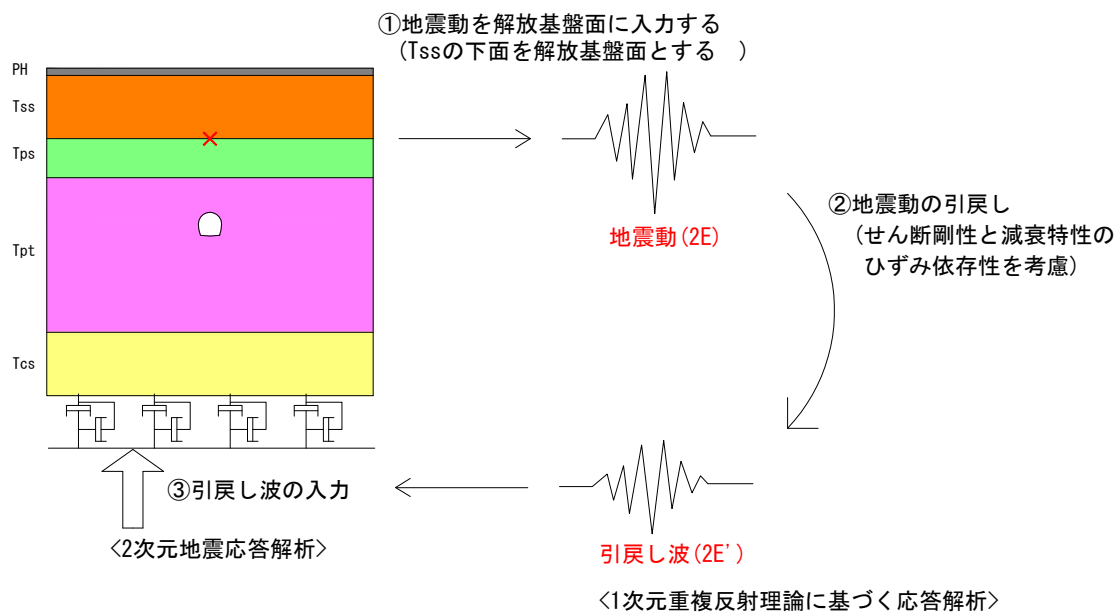 ①地震動を解放基盤面に入力する
(Tssの下面を解放基盤面とする　)
PH
Tss
Tps
Tpt
Tcs
地震動(2E)
②地震動の引戻し
(せん断剛性と減衰特性の
ひずみ依存性を考慮)
③引戻し波の入力
<2次元地震応答解析>
引戻し波(2E')
<1次元重複反射理論に基づく応答解析>